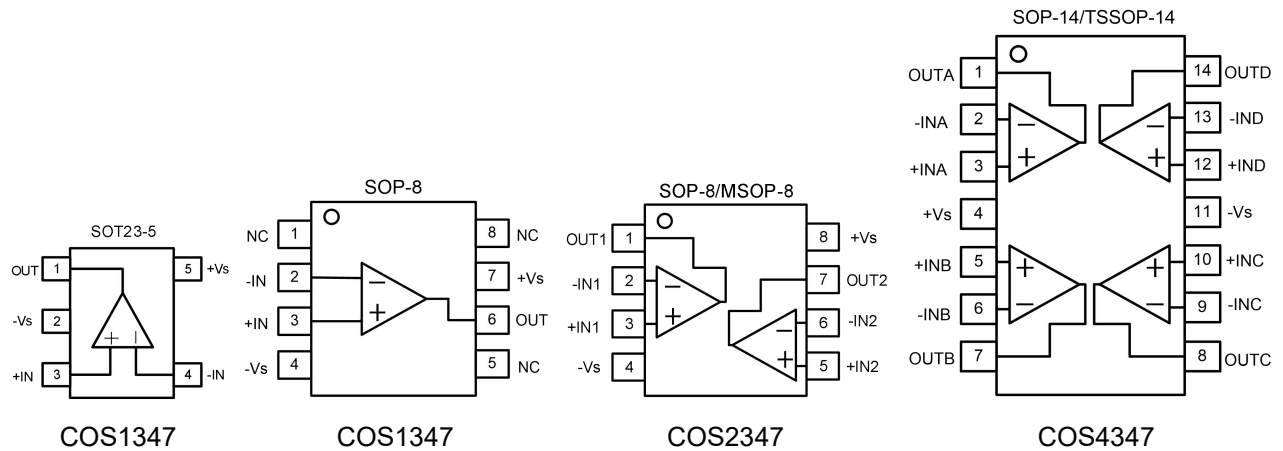 SOT23-5
OUT 1 5 +Vs
-Vs 2
+ −
+IN 3 4 -IN
COS1347
SOP-8
NC 1 8 NC
-IN 2 − 7 +Vs
+IN 3 + 6 OUT
-Vs 4 5 NC
COS1347
SOP-8/MSOP-8
OUT1 1 8 +Vs
-IN1 2 − 7 OUT2
+IN1 3 + − 6 -IN2
-Vs 4 + 5 +IN2
COS2347
SOP-14/TSSOP-14
OUTA 1 14 OUTD
-INA 2 − − 13 -IND
+INA 3 + + 12 +IND
+Vs 4 11 -Vs
+INB 5 + + 10 +INC
-INB 6 − − 9 -INC
OUTB 7 8 OUTC
COS4347